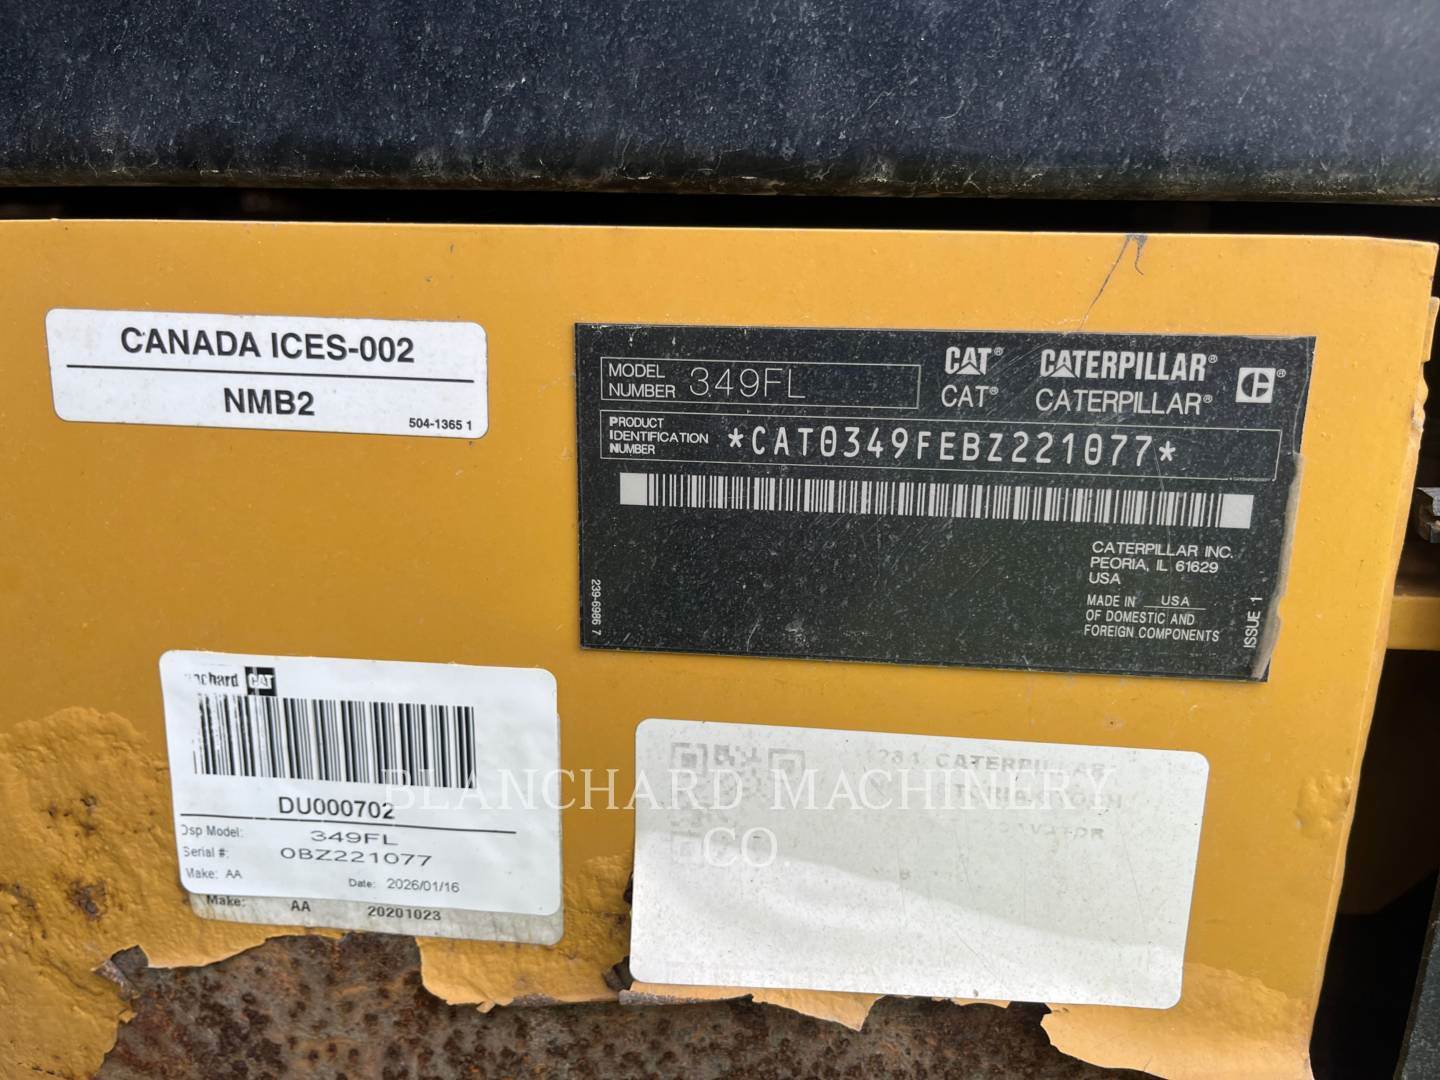 CANADA ICES-002
NMB2
504-1365 1
MODEL NUMBER 349FL
CAT® CATERPILLAR®
CAT® CATERPILLAR®
PRODUCT IDENTIFICATION NUMBER *CAT0349FEBZ221077*
CATERPILLAR INC.
PEORIA, IL 61629
USA
MADE IN USA
OF DOMESTIC AND
FOREIGN COMPONENTS
239-6986 7
ISSUE 1
CAT
DU000702
Dsp Model: 349FL
Serial #: 0BZ221077
Make: AA Date: 2026/01/16
Make: AA 20201023
CATERPILLAR
BLANCHARD MACHINERY
CO.